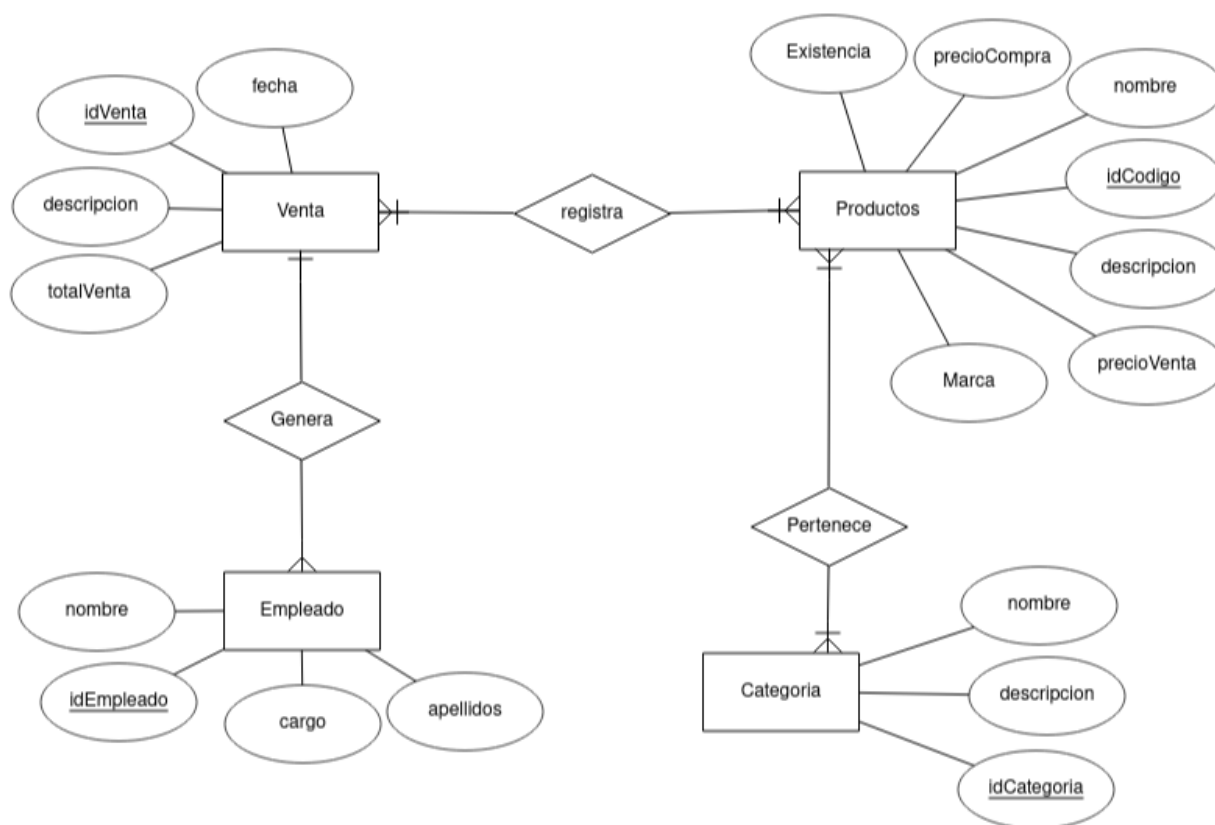 Existencia
precioCompra
fecha
nombre
idVenta
idCodigo
descripcion
Venta
registra
Productos
descripcion
totalVenta
precioVenta
Marca
Genera
Pertenece
nombre
Empleado
nombre
Categoria
descripcion
idEmpleado
cargo
apellidos
idCategoria